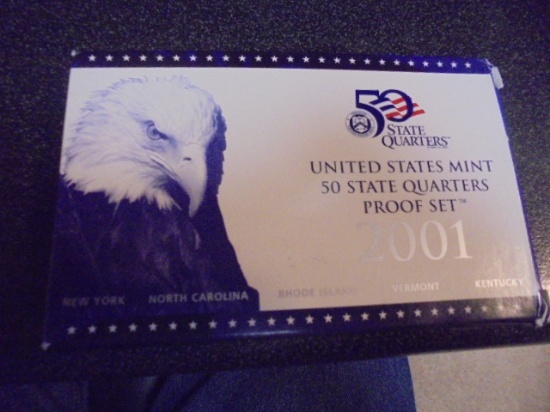 50
STATE
QUARTERS™
UNITED STATES MINT
50 STATE QUARTERS
PROOF SET™
2001
NEW YORK NORTH CAROLINA RHODE ISLAND VERMONT KENTUCKY